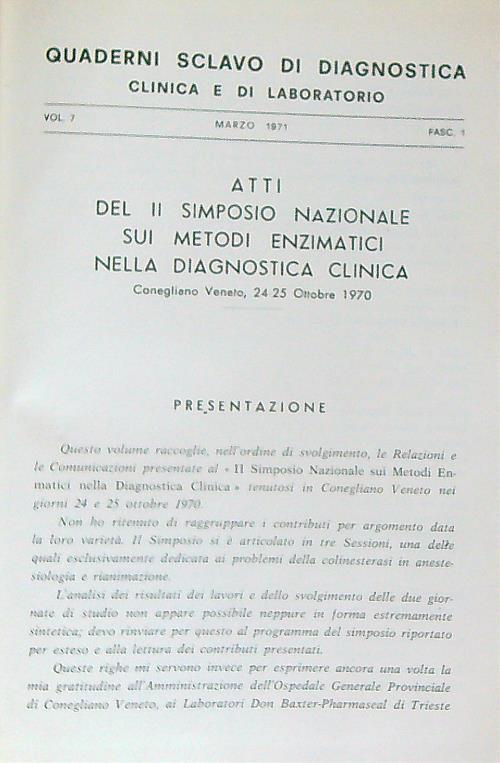 QUADERNI SCLAVO DI DIAGNOSTICA
CLINICA E DI LABORATORIO
VOL. 7 MARZO 1971 FASC. 1
ATTI
DEL II SIMPOSIO NAZIONALE
SUI METODI ENZIMATICI
NELLA DIAGNOSTICA CLINICA
Conegliano Veneto, 24-25 Ottobre 1970
PRESENTAZIONE
Questo volume raccoglie, nell'ordine di svolgimento, le Relazioni e
le Comunicazioni presentate al « II Simposio Nazionale sui Metodi En-
matici nella Diagnostica Clinica » tenutosi in Conegliano Veneto nei
giorni 24 e 25 ottobre 1970.
Non ho ritenuto di raggruppare i contributi per argomento data
la loro varietà. Il Simposio si è articolato in tre Sessioni, una delle
quali esclusivamente dedicata ai problemi della colinesterasi in aneste-
siologia e rianimazione.
L'analisi dei risultati dei lavori e dello svolgimento delle due gior-
nate di studio non appare possibile neppure in forma estremamente
sintetica; devo rinviare per questo al programma del simposio riportato
per esteso e alla lettura dei contributi presentati.
Queste righe mi servono invece per esprimere ancora una volta la
mia gratitudine all'Amministrazione dell'Ospedale Generale Provinciale
di Conegliano Veneto, ai Laboratori Don Baxter-Pharmaseal di Trieste